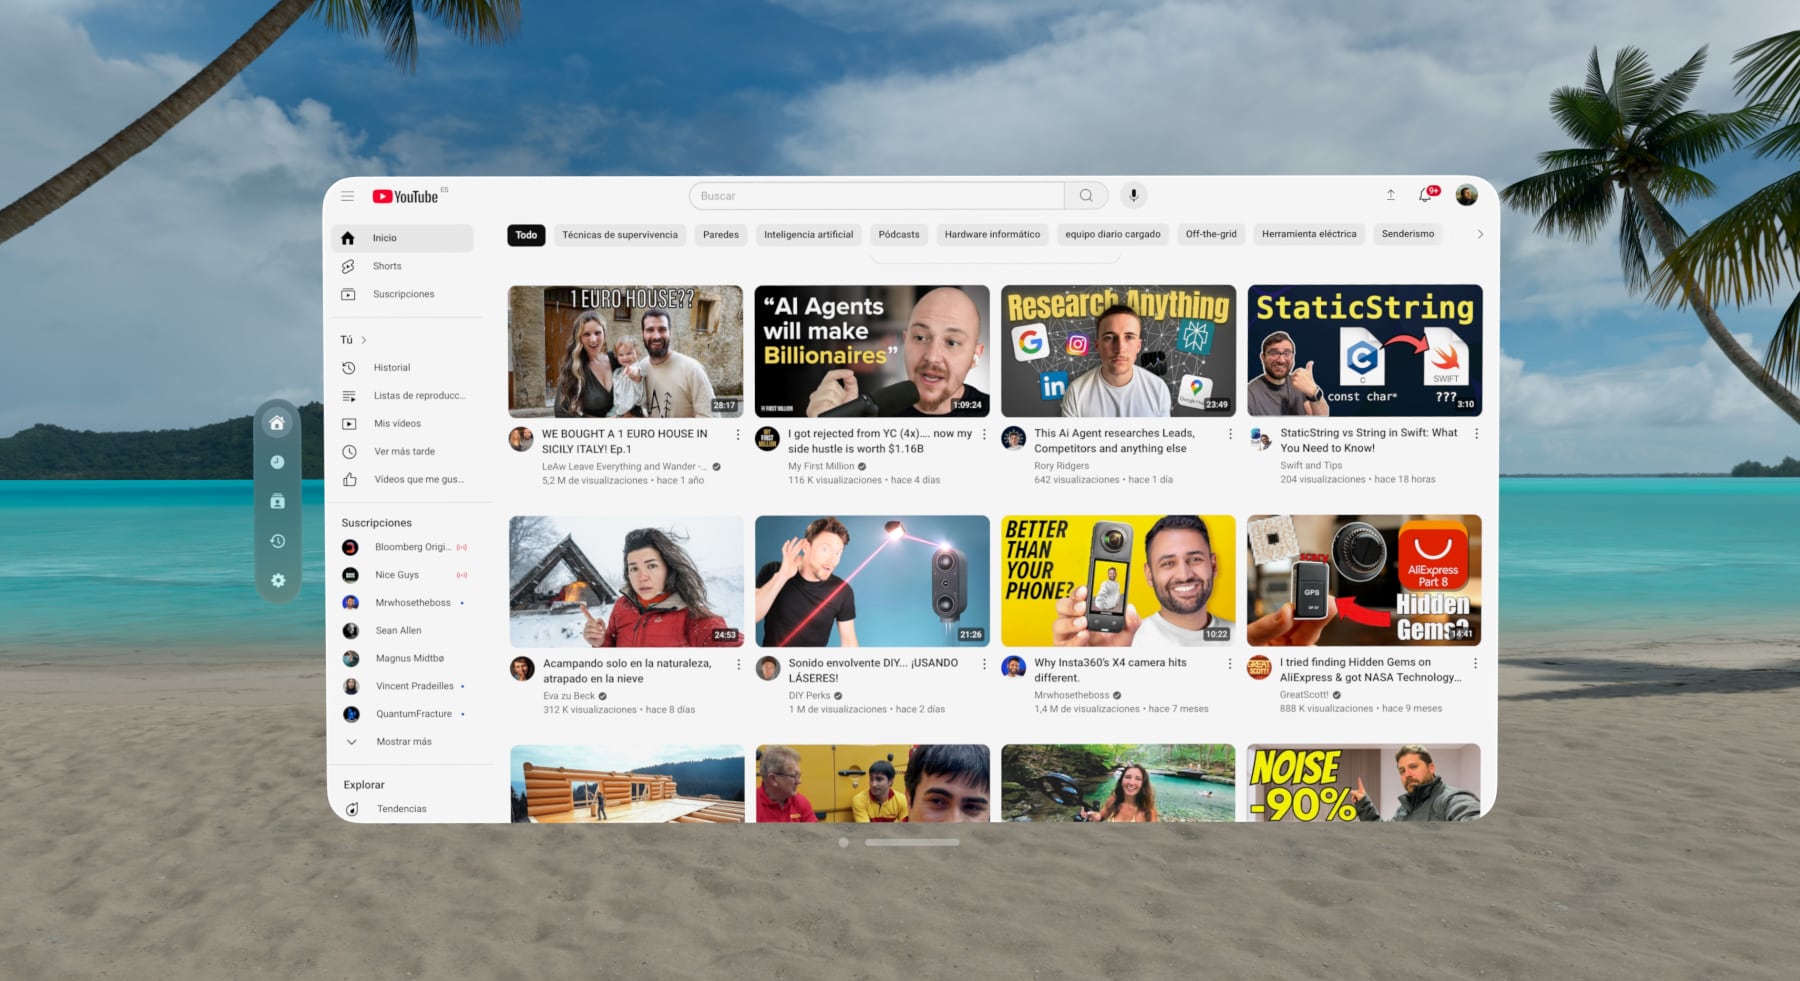 YouTube ES
Buscar
9+
Inicio
Shorts
Suscripciones
Tú
Historial
Listas de reproducc...
Mis vídeos
Ver más tarde
Vídeos que me gus...
Suscripciones
Bloomberg Origi...
Nice Guys
Mrwhosetheboss
Sean Allen
Magnus Midtbø
Vincent Pradeilles
QuantumFracture
Mostrar más
Explorar
Tendencias
Todo
Técnicas de supervivencia
Paredes
Inteligencia artificial
Pódcasts
Hardware informático
equipo diario cargado
Off-the-grid
Herramienta eléctrica
Senderismo
1 EURO HOUSE??
28:17
WE BOUGHT A 1 EURO HOUSE IN
SICILY ITALY! Ep.1
LeAw Leave Everything and Wander -...
5,2 M de visualizaciones • hace 1 año
“AI Agents
will make
Billionaires”
MY FIRST MILLION
1:09:24
I got rejected from YC (4x).... now my
side hustle is worth $1.16B
My First Million
116 K visualizaciones • hace 4 días
Research Anything
in
Google Maps
23:49
This Ai Agent researches Leads,
Competitors and anything else
Rory Ridgers
642 visualizaciones • hace 1 día
StaticString
C
C
SWIFT
const char*
???
3:10
StaticString vs String in Swift: What
You Need to Know!
Swift and Tips
204 visualizaciones • hace 18 horas
24:53
Acampando solo en la naturaleza,
atrapado en la nieve
Eva zu Beck
312 K visualizaciones • hace 8 días
21:26
Sonido envolvente DIY... ¡USANDO
LÁSERES!
DIY Perks
1 M de visualizaciones • hace 2 días
BETTER
THAN
YOUR
PHONE?
10:22
Why Insta360's X4 camera hits
different.
Mrwhosetheboss
1,4 M de visualizaciones • hace 7 meses
scary
GPS
AliExpress
Part 8
Hidden
Gems?
14:41
I tried finding Hidden Gems on
AliExpress & got NASA Technology...
GreatScott!
888 K visualizaciones • hace 9 meses
NOISE
-90%